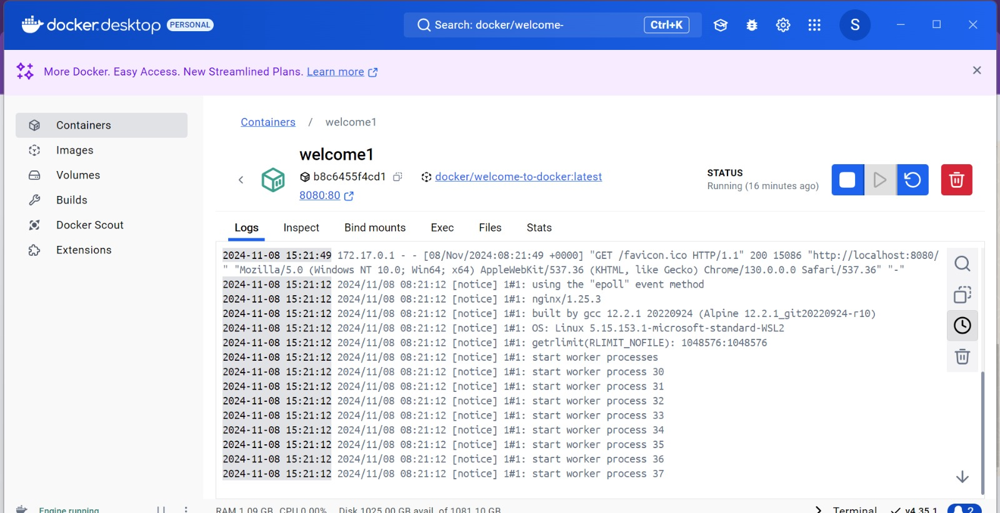 docker.desktop PERSONAL
Search: docker/welcome-
Ctrl+K
S
More Docker. Easy Access. New Streamlined Plans. Learn more
Containers
Images
Volumes
Builds
Docker Scout
Extensions
Containers / welcome1
welcome1
b8c6455f4cd1 docker/welcome-to-docker:latest
8080:80
STATUS
Running (16 minutes ago)
Logs Inspect Bind mounts Exec Files Stats
2024-11-08 15:21:49 172.17.0.1 - - [08/Nov/2024:08:21:49 +0000] "GET /favicon.ico HTTP/1.1" 200 15086 "http://localhost:8080/
" "Mozilla/5.0 (Windows NT 10.0; Win64; x64) AppleWebKit/537.36 (KHTML, like Gecko) Chrome/130.0.0.0 Safari/537.36" "-"
2024-11-08 15:21:12 2024/11/08 08:21:12 [notice] 1#1: using the "epoll" event method
2024-11-08 15:21:12 2024/11/08 08:21:12 [notice] 1#1: nginx/1.25.3
2024-11-08 15:21:12 2024/11/08 08:21:12 [notice] 1#1: built by gcc 12.2.1 20220924 (Alpine 12.2.1_git20220924-r10)
2024-11-08 15:21:12 2024/11/08 08:21:12 [notice] 1#1: OS: Linux 5.15.153.1-microsoft-standard-WSL2
2024-11-08 15:21:12 2024/11/08 08:21:12 [notice] 1#1: getrlimit(RLIMIT_NOFILE): 1048576:1048576
2024-11-08 15:21:12 2024/11/08 08:21:12 [notice] 1#1: start worker processes
2024-11-08 15:21:12 2024/11/08 08:21:12 [notice] 1#1: start worker process 30
2024-11-08 15:21:12 2024/11/08 08:21:12 [notice] 1#1: start worker process 31
2024-11-08 15:21:12 2024/11/08 08:21:12 [notice] 1#1: start worker process 32
2024-11-08 15:21:12 2024/11/08 08:21:12 [notice] 1#1: start worker process 33
2024-11-08 15:21:12 2024/11/08 08:21:12 [notice] 1#1: start worker process 34
2024-11-08 15:21:12 2024/11/08 08:21:12 [notice] 1#1: start worker process 35
2024-11-08 15:21:12 2024/11/08 08:21:12 [notice] 1#1: start worker process 36
2024-11-08 15:21:12 2024/11/08 08:21:12 [notice] 1#1: start worker process 37
Engine running RAM 1.09 GB CPU 0.00% Disk 1025.00 GB avail. of 1081.10 GB Terminal v4.35.1 2